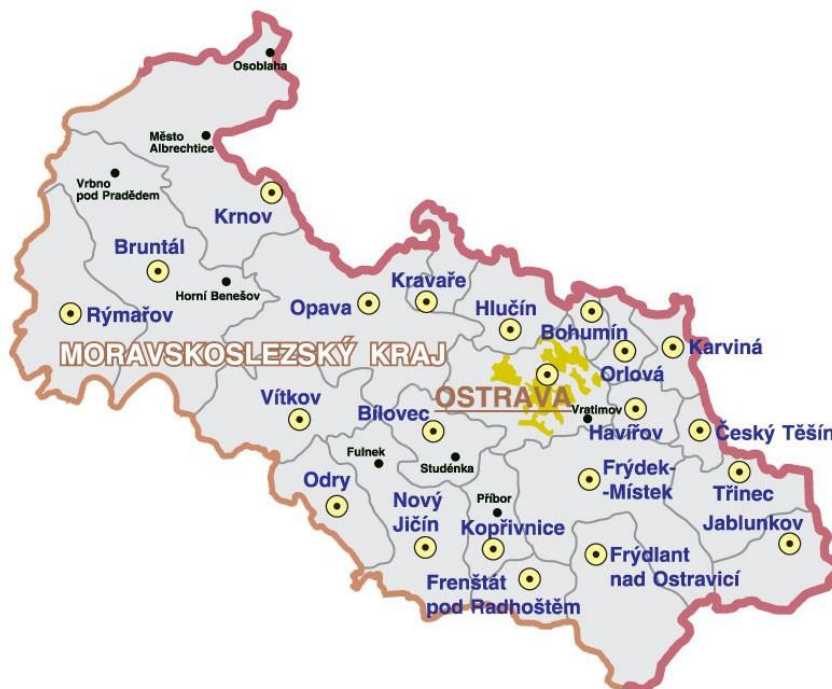 Osoblaha
Město
Albrechtice
Vrbno
pod Pradědem
Krnov
Bruntál
Horní Benešov
Rýmařov
Opava
Kravaře
Hlučín
Bohumín
Karviná
Orlová
MORAVSKOSLEZSKÝ KRAJ
OSTRAVA
Vratimov
Havířov
Český Těšín
Vítkov
Bílovec
Fulnek
Studénka
Odry
Nový
Jičín
Příbor
Kopřivnice
Frýdek-
-Místek
Třinec
Jablunkov
Frenštát
pod Radhoštěm
Frýdlant
nad Ostravicí